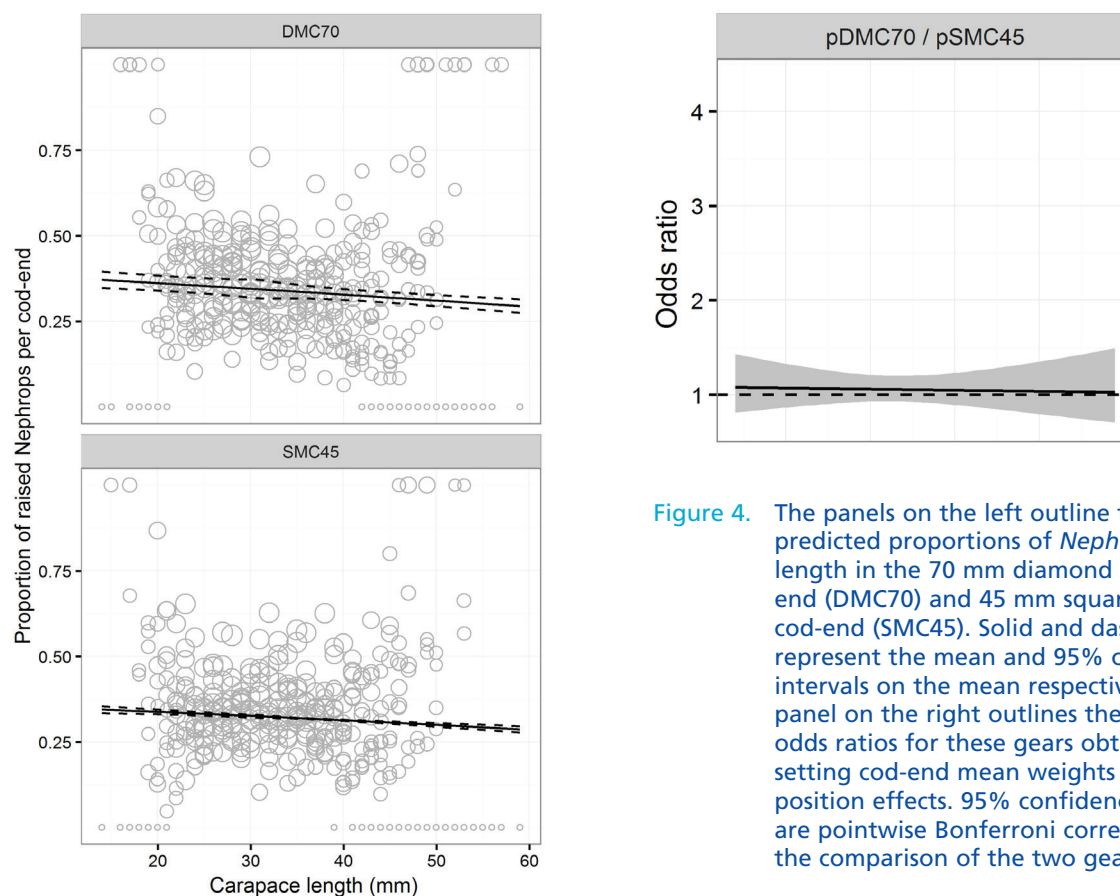 DMC70
0.75
0.50
0.25
SMC45
0.75
0.50
0.25
20 30 40 50 60
Carapace length (mm)
Proportion of raised Nephrops per cod-end
pDMC70 / pSMC45
4
3
2
1
Odds ratio
Figure 4. The panels on the left outline
predicted proportions of Neph
length in the 70 mm diamond
end (DMC70) and 45 mm squar
cod-end (SMC45). Solid and das
represent the mean and 95% c
intervals on the mean respectiv
panel on the right outlines the
odds ratios for these gears obt
setting cod-end mean weights
position effects. 95% confidenc
are pointwise Bonferroni corre
the comparison of the two gea